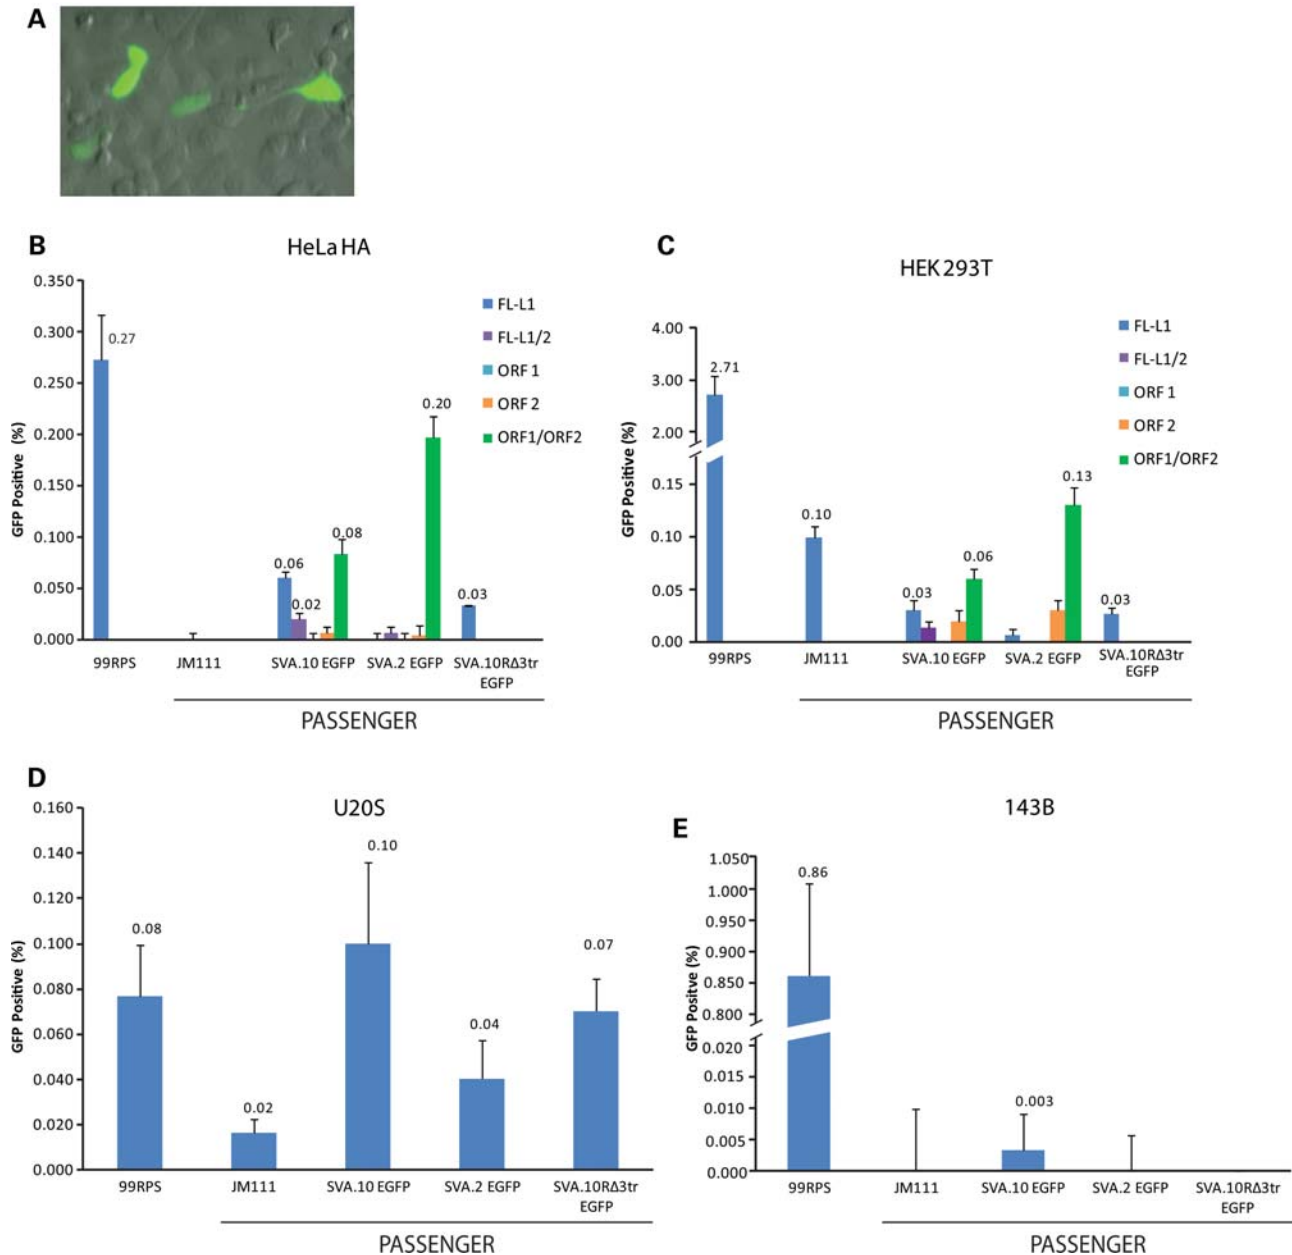 A
B
HeLa HA
0.350
0.300
0.250
0.200
0.150
0.100
0.050
0.000
GFP Positive (%)
0.27
0.06
0.02
0.08
0.20
0.03
FL-L1
FL-L1/2
ORF 1
ORF 2
ORF1/ORF2
99RPS
JM111
SVA.10 EGFP
SVA.2 EGFP
SVA.10RΔ3tr
EGFP
PASSENGER
C
HEK 293T
4.00
3.00
2.00
0.15
0.10
0.05
0.00
GFP Positive (%)
2.71
0.10
0.03
0.06
0.13
0.03
FL-L1
FL-L1/2
ORF 1
ORF 2
ORF1/ORF2
99RPS
JM111
SVA.10 EGFP
SVA.2 EGFP
SVA.10RΔ3tr
EGFP
PASSENGER
D
U20S
0.160
0.140
0.120
0.100
0.080
0.060
0.040
0.020
0.000
GFP Positive (%)
0.08
0.02
0.10
0.04
0.07
99RPS
JM111
SVA.10 EGFP
SVA.2 EGFP
SVA.10RΔ3tr
EGFP
PASSENGER
E
143B
1.050
1.000
0.950
0.900
0.850
0.800
0.020
0.015
0.010
0.005
0.000
GFP Positve (%)
0.86
0.003
99RPS
JM111
SVA.10 EGFP
SVA.2 EGFP
SVA.10RΔ3tr
EGFP
PASSENGER